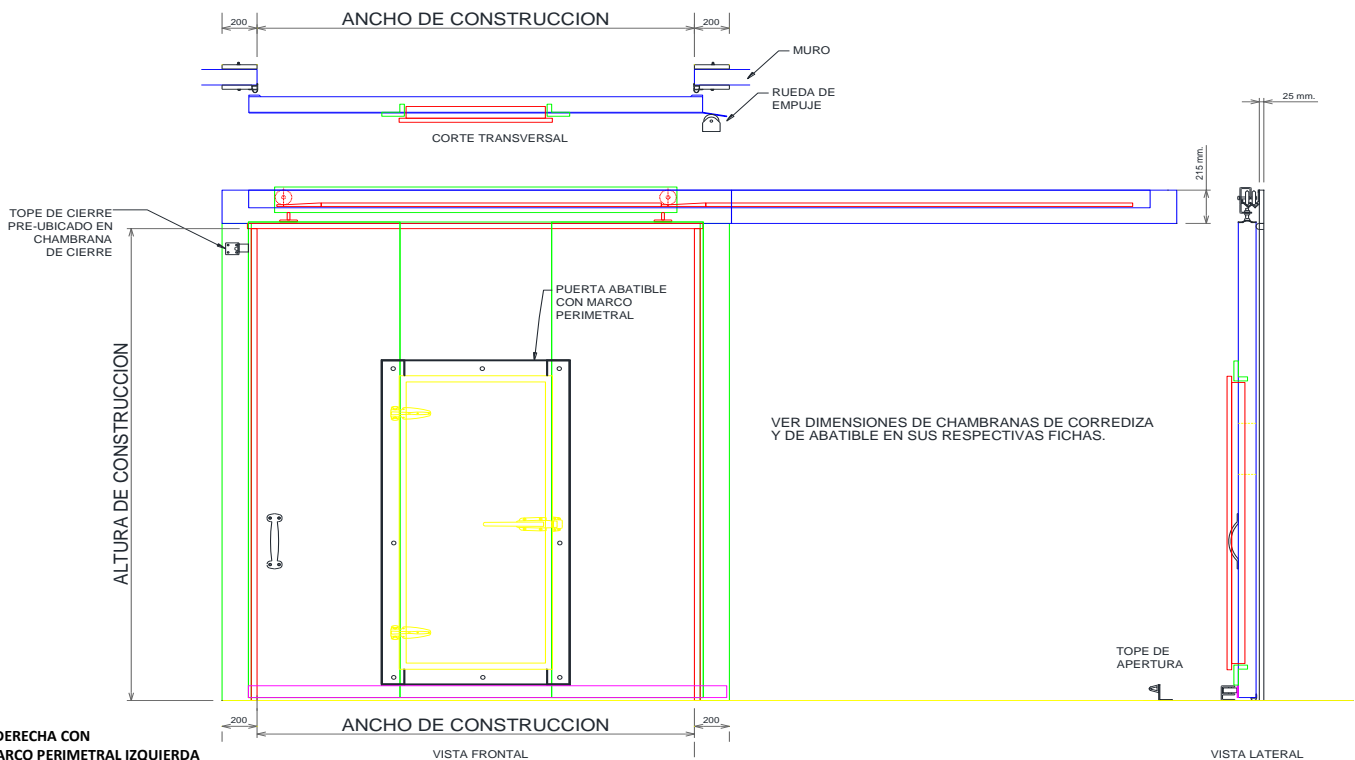 200
ANCHO DE CONSTRUCCION
200
MURO
RUEDA DE
EMPUJE
25 mm.
CORTE TRANSVERSAL
215 mm.
TOPE DE CIERRE
PRE-UBICADO EN
CHAMBRANA
DE CIERRE
PUERTA ABATIBLE
CON MARCO
PERIMETRAL
ALTURA DE CONSTRUCCION
VER DIMENSIONES DE CHAMBRANAS DE CORREDIZA
Y DE ABATIBLE EN SUS RESPECTIVAS FICHAS.
TOPE DE
APERTURA
200
ANCHO DE CONSTRUCCION
200
DERECHA CON
ARCO PERIMETRAL IZQUIERDA
VISTA FRONTAL
VISTA LATERAL